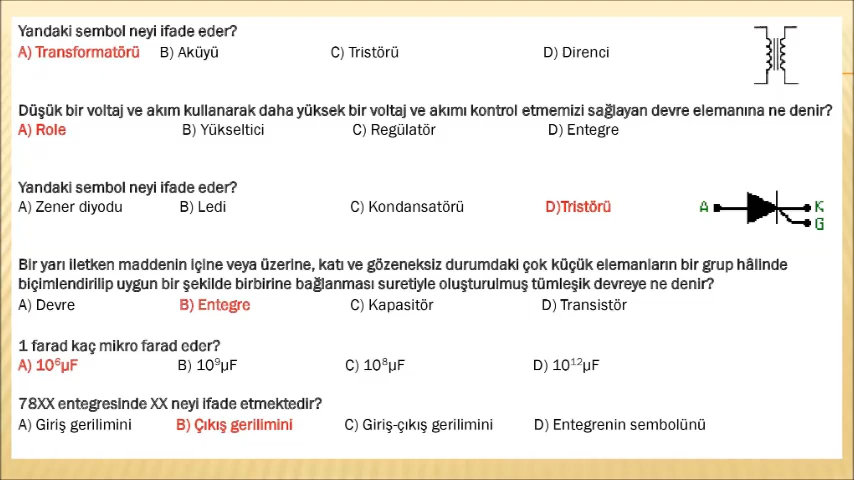 Yandaki sembol neyi ifade eder?
A) Transformatörü B) Aküyü C) Tristörü D) Direnci
Düşük bir voltaj ve akım kullanarak daha yüksek bir voltaj ve akımı kontrol etmemizi sağlayan devre elemanına ne denir?
A) Role B) Yükseltici C) Regülatör D) Entegre
Yandaki sembol neyi ifade eder?
A) Zener diyodu B) Ledi C) Kondansatörü D)Tristörü
A K
G
Bir yarı iletken maddenin içine veya üzerine, katı ve gözeneksiz durumdaki çok küçük elemanların bir grup hâlinde
biçimlendirilip uygun bir şekilde birbirine bağlanması suretiyle oluşturulmuş tümleşik devreye ne denir?
A) Devre B) Entegre C) Kapasitör D) Transistör
1 farad kaç mikro farad eder?
A) 10⁶µF B) 10⁹µF C) 10⁸µF D) 10¹²µF
78XX entegresinde XX neyi ifade etmektedir?
A) Giriş gerilimini B) Çıkış gerilimini C) Giriş-çıkış gerilimini D) Entegrenin sembolünü